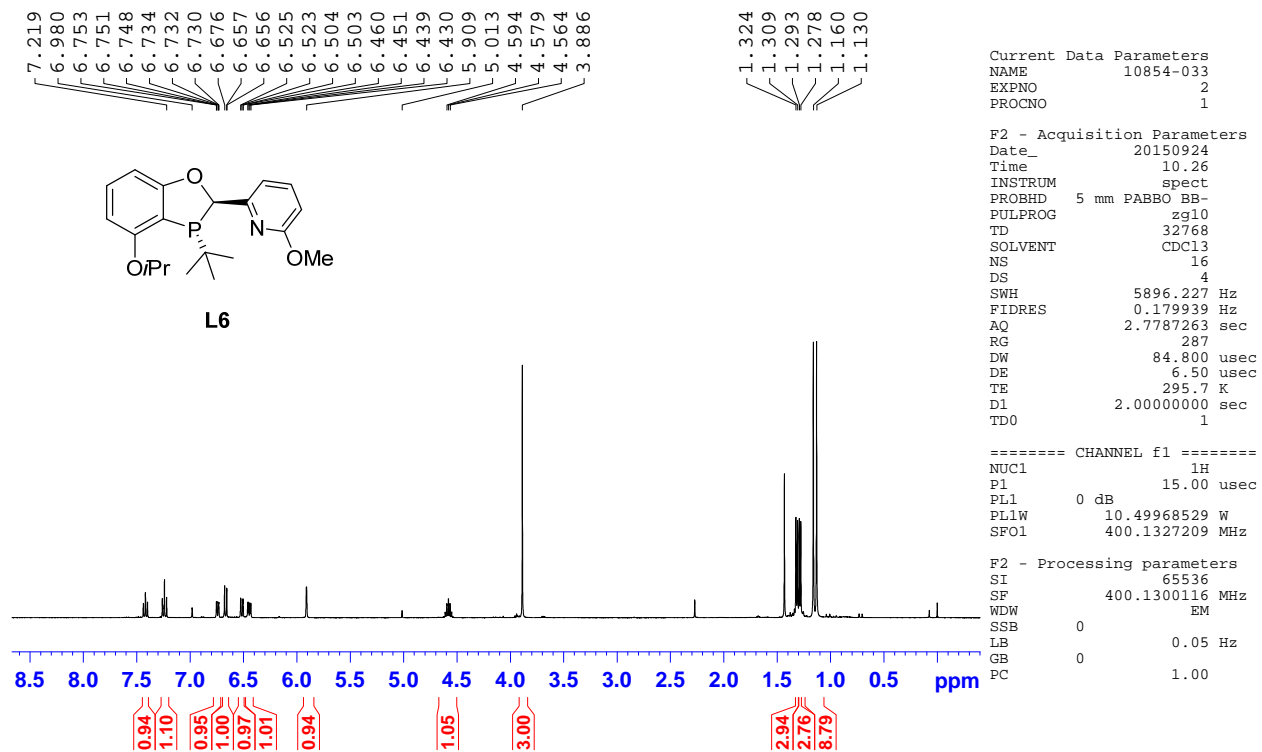 7.219
6.980
6.753
6.751
6.748
6.734
6.732
6.730
6.676
6.657
6.656
6.525
6.523
6.504
6.503
6.460
6.451
6.439
6.430
5.909
5.013
4.594
4.579
4.564
3.886
1.324
1.309
1.293
1.278
1.160
1.130
O
P
N
OiPr
OMe
L6
Current Data Parameters
NAME 10854-033
EXPNO 2
PROCNO 1
F2 - Acquisition Parameters
Date_ 20150924
Time 10.26
INSTRUM spect
PROBHD 5 mm PABBO BB-
PULPROG zg10
TD 32768
SOLVENT CDCl3
NS 16
DS 4
SWH 5896.227 Hz
FIDRES 0.179939 Hz
AQ 2.7787263 sec
RG 287
DW 84.800 usec
DE 6.50 usec
TE 295.7 K
D1 2.00000000 sec
TD0 1
======== CHANNEL f1 ========
NUC1 1H
P1 15.00 usec
PL1 0 dB
PL1W 10.49968529 W
SFO1 400.1327209 MHz
F2 - Processing parameters
SI 65536
SF 400.1300116 MHz
WDW EM
SSB 0
LB 0.05 Hz
GB 0
PC 1.00
8.5 8.0 7.5 7.0 6.5 6.0 5.5 5.0 4.5 4.0 3.5 3.0 2.5 2.0 1.5 1.0 0.5 ppm
0.94
1.10
0.95
1.00
0.97
1.01
0.94
1.05
3.00
2.94
2.76
8.79